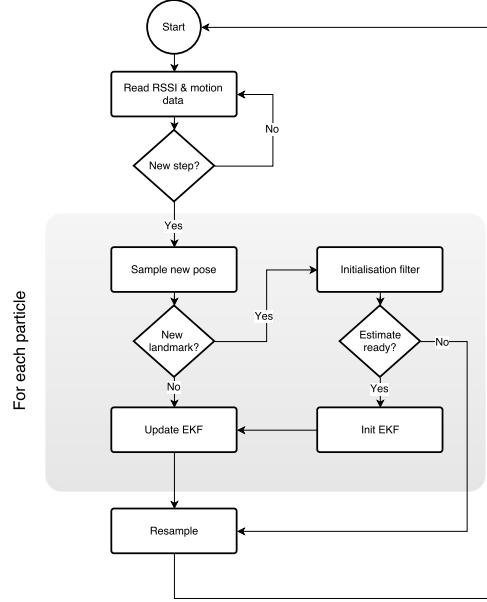 Start
Read RSSI & motion
data
No
New step?
Yes
For each particle
Sample new pose
Initialisation filter
Yes
New
landmark?
Estimate
ready?
No
No
Yes
Update EKF
Init EKF
Resample